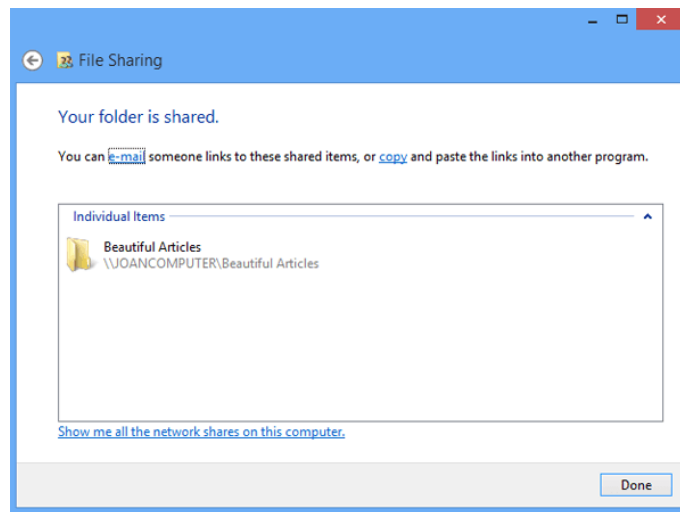 File Sharing
Your folder is shared.
You can e-mail someone links to these shared items, or copy and paste the links into another program.
Individual Items
Beautiful Articles
\\JOANCOMPUTER\Beautiful Articles
Show me all the network shares on this computer.
Done